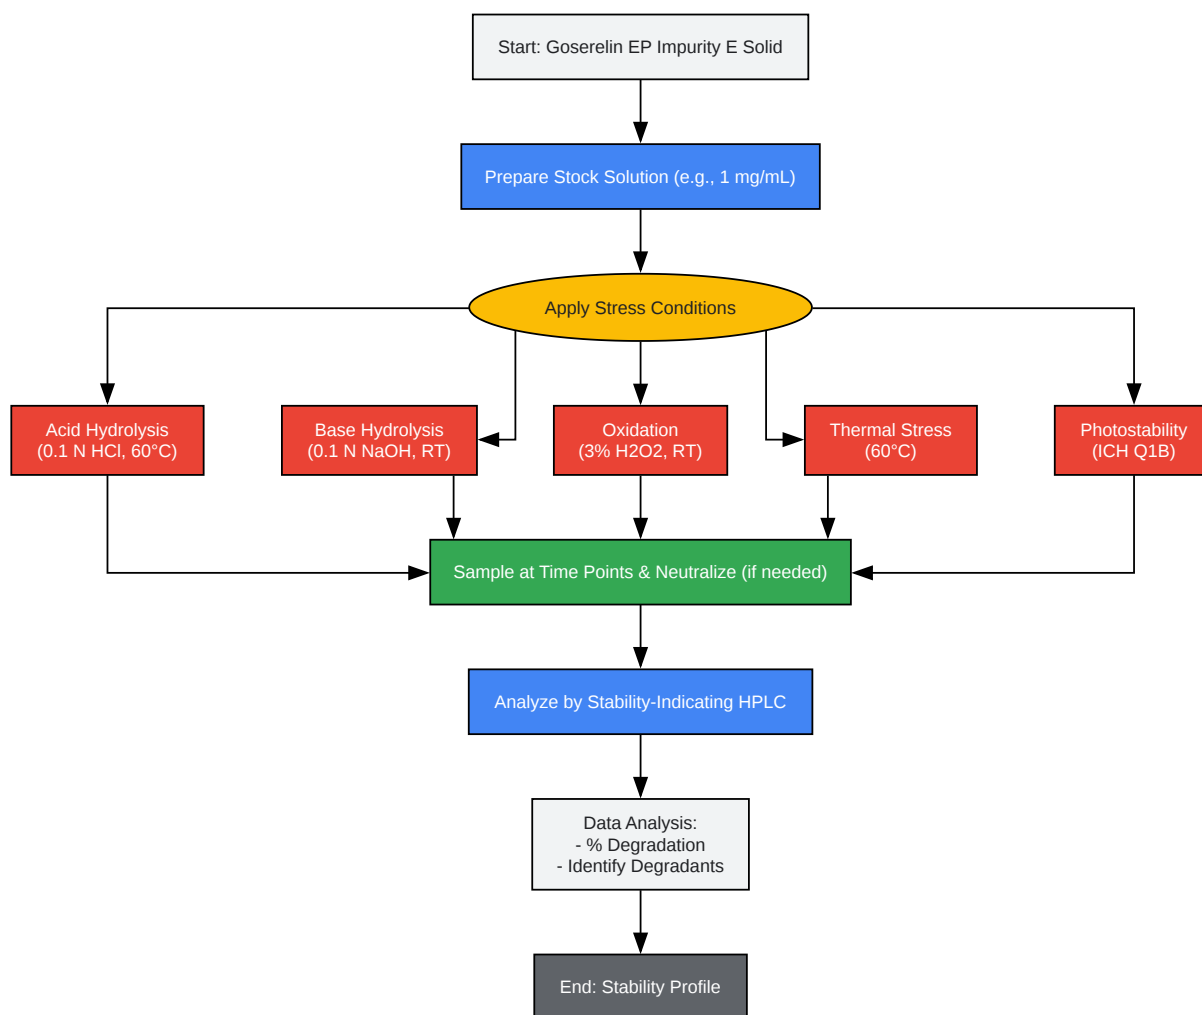 Start: Goserelin EP Impurity E Solid
Prepare Stock Solution (e.g., 1 mg/mL)
Apply Stress Conditions
Acid Hydrolysis
(0.1 N HCl, 60°C)
Base Hydrolysis
(0.1 N NaOH, RT)
Oxidation
(3% H2O2, RT)
Thermal Stress
(60°C)
Photostability
(ICH Q1B)
Sample at Time Points & Neutralize (if needed)
Analyze by Stability-Indicating HPLC
Data Analysis:
- % Degradation
- Identify Degradants
End: Stability Profile